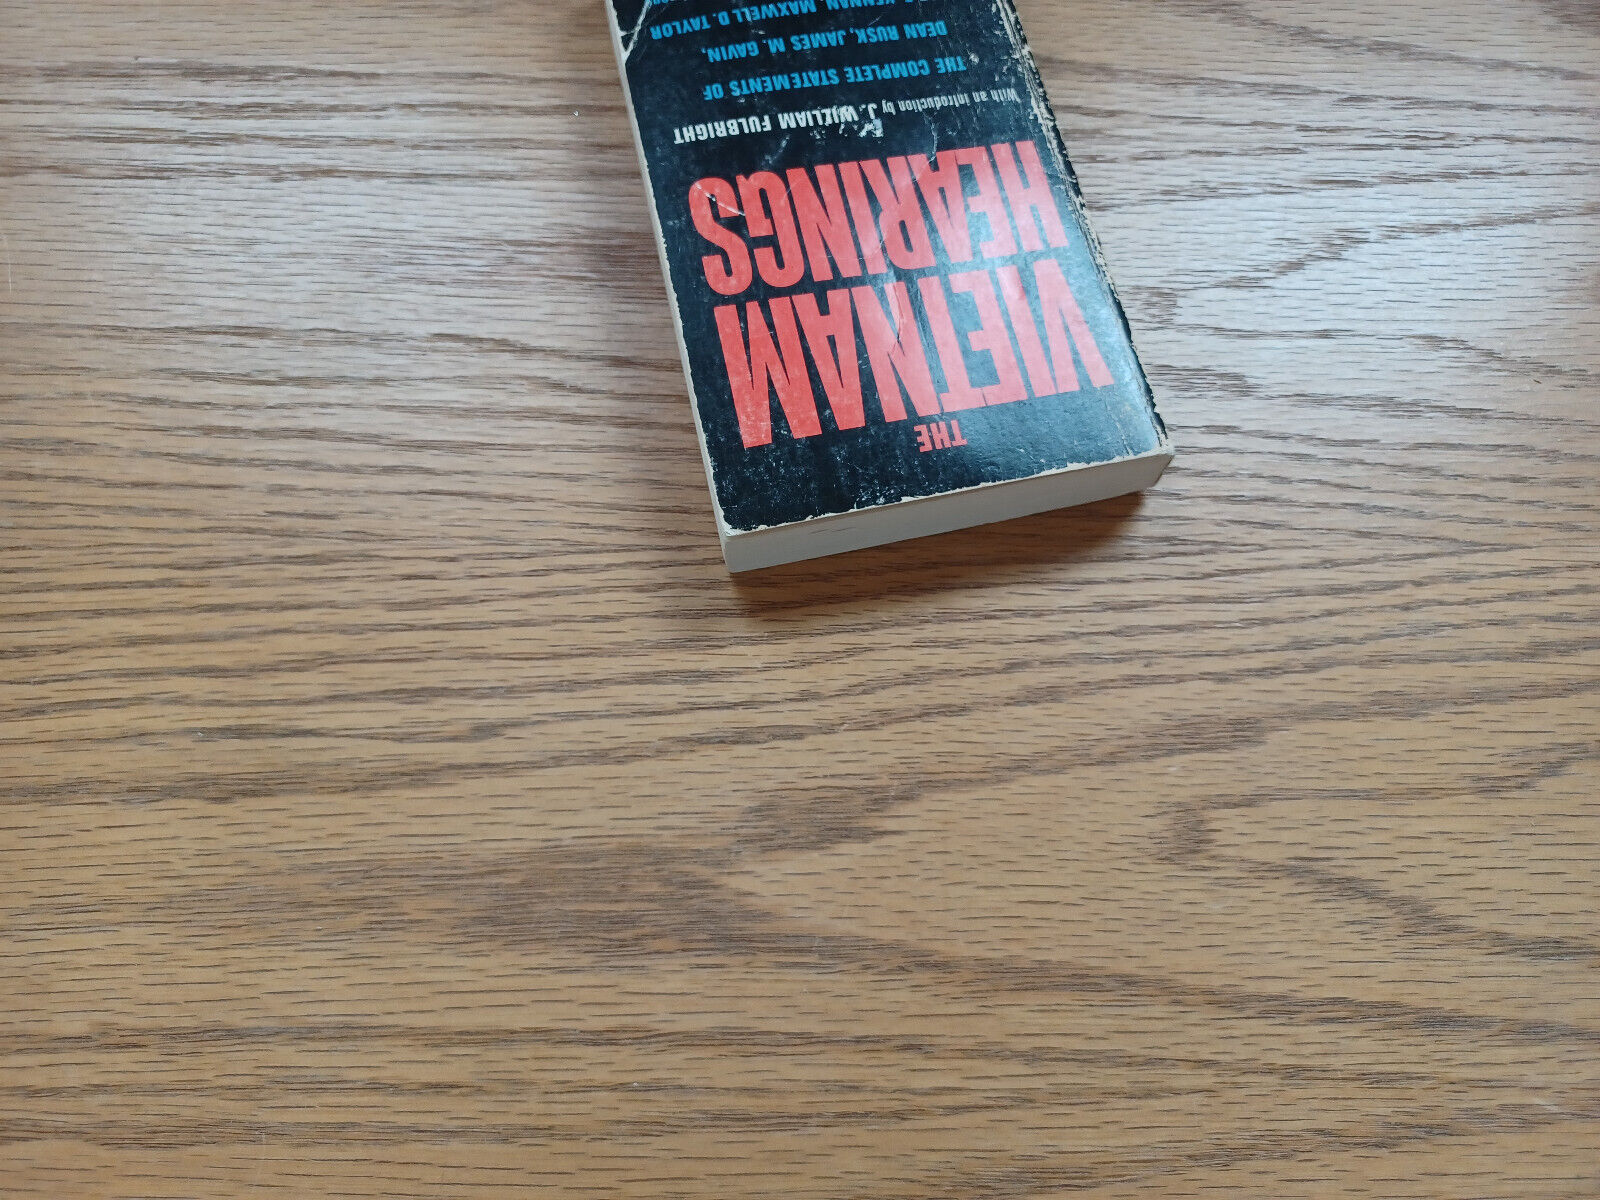 THE
VIETNAM
HEARINGS
With an introduction by J. WILLIAM FULBRIGHT
THE COMPLETE STATEMENTS OF
DEAN RUSK, JAMES M. GAVIN,
KENNAN, MAXWELL D. TAYLOR